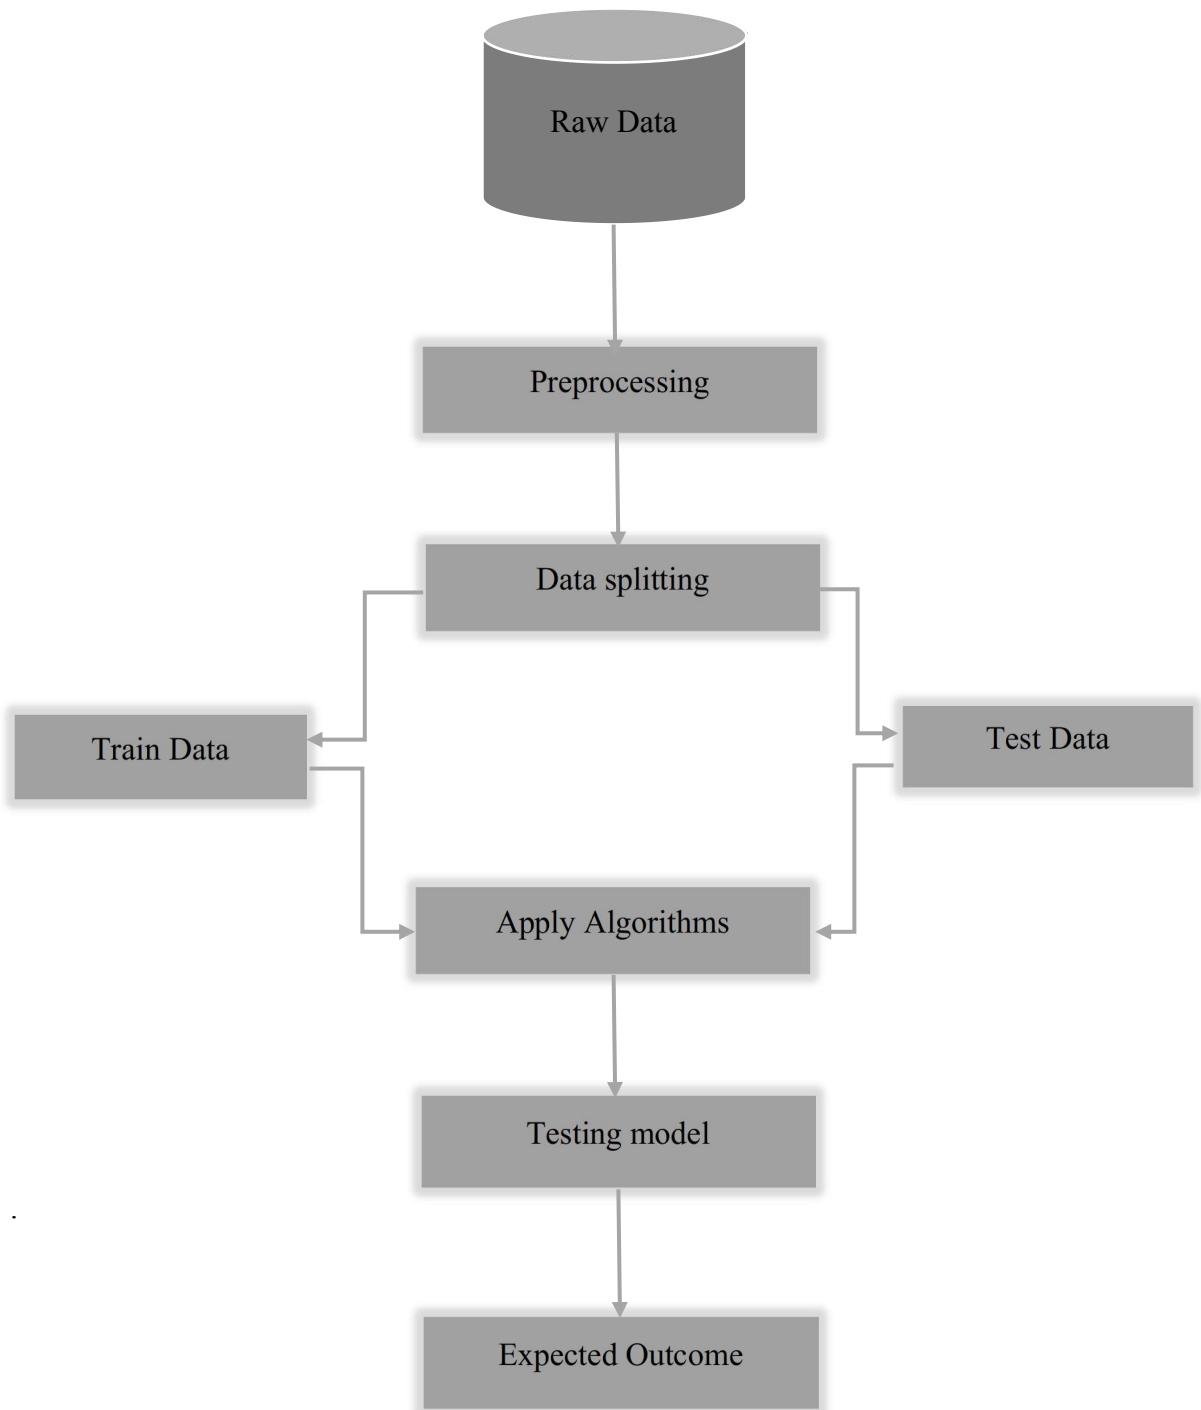 Raw Data
Preprocessing
Data splitting
Train Data
Test Data
Apply Algorithms
Testing model
.
Expected Outcome